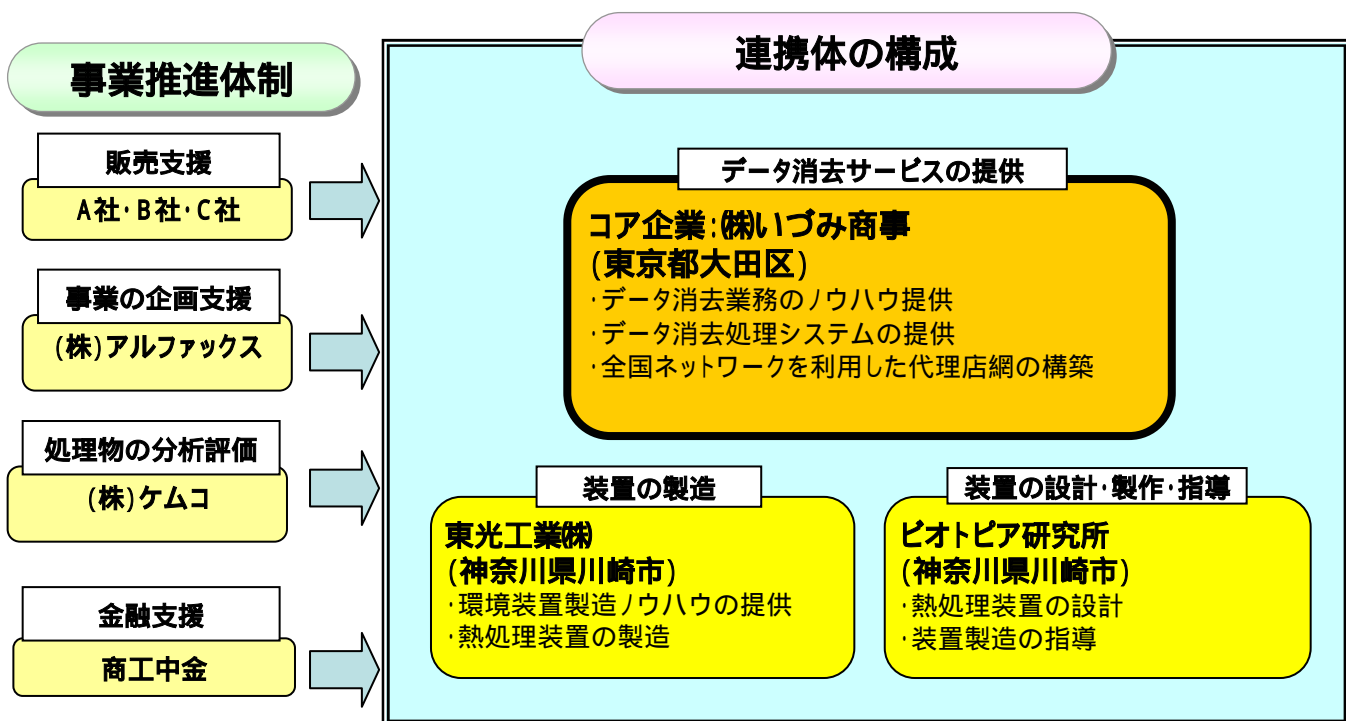 事業推進体制
販売支援
A社・B社・C社
事業の企画支援
(株)アルファックス
処理物の分析評価
(株)ケムコ
金融支援
商工中金
連携体の構成
データ消去サービスの提供
コア企業:㈱いづみ商事
(東京都大田区)
・データ消去業務のノウハウ提供
・データ消去処理システムの提供
・全国ネットワークを利用した代理店網の構築
装置の製造
東光工業㈱
(神奈川県川崎市)
・環境装置製造ノウハウの提供
・熱処理装置の製造
装置の設計・製作・指導
ビオトピア研究所
(神奈川県川崎市)
・熱処理装置の設計
・装置製造の指導